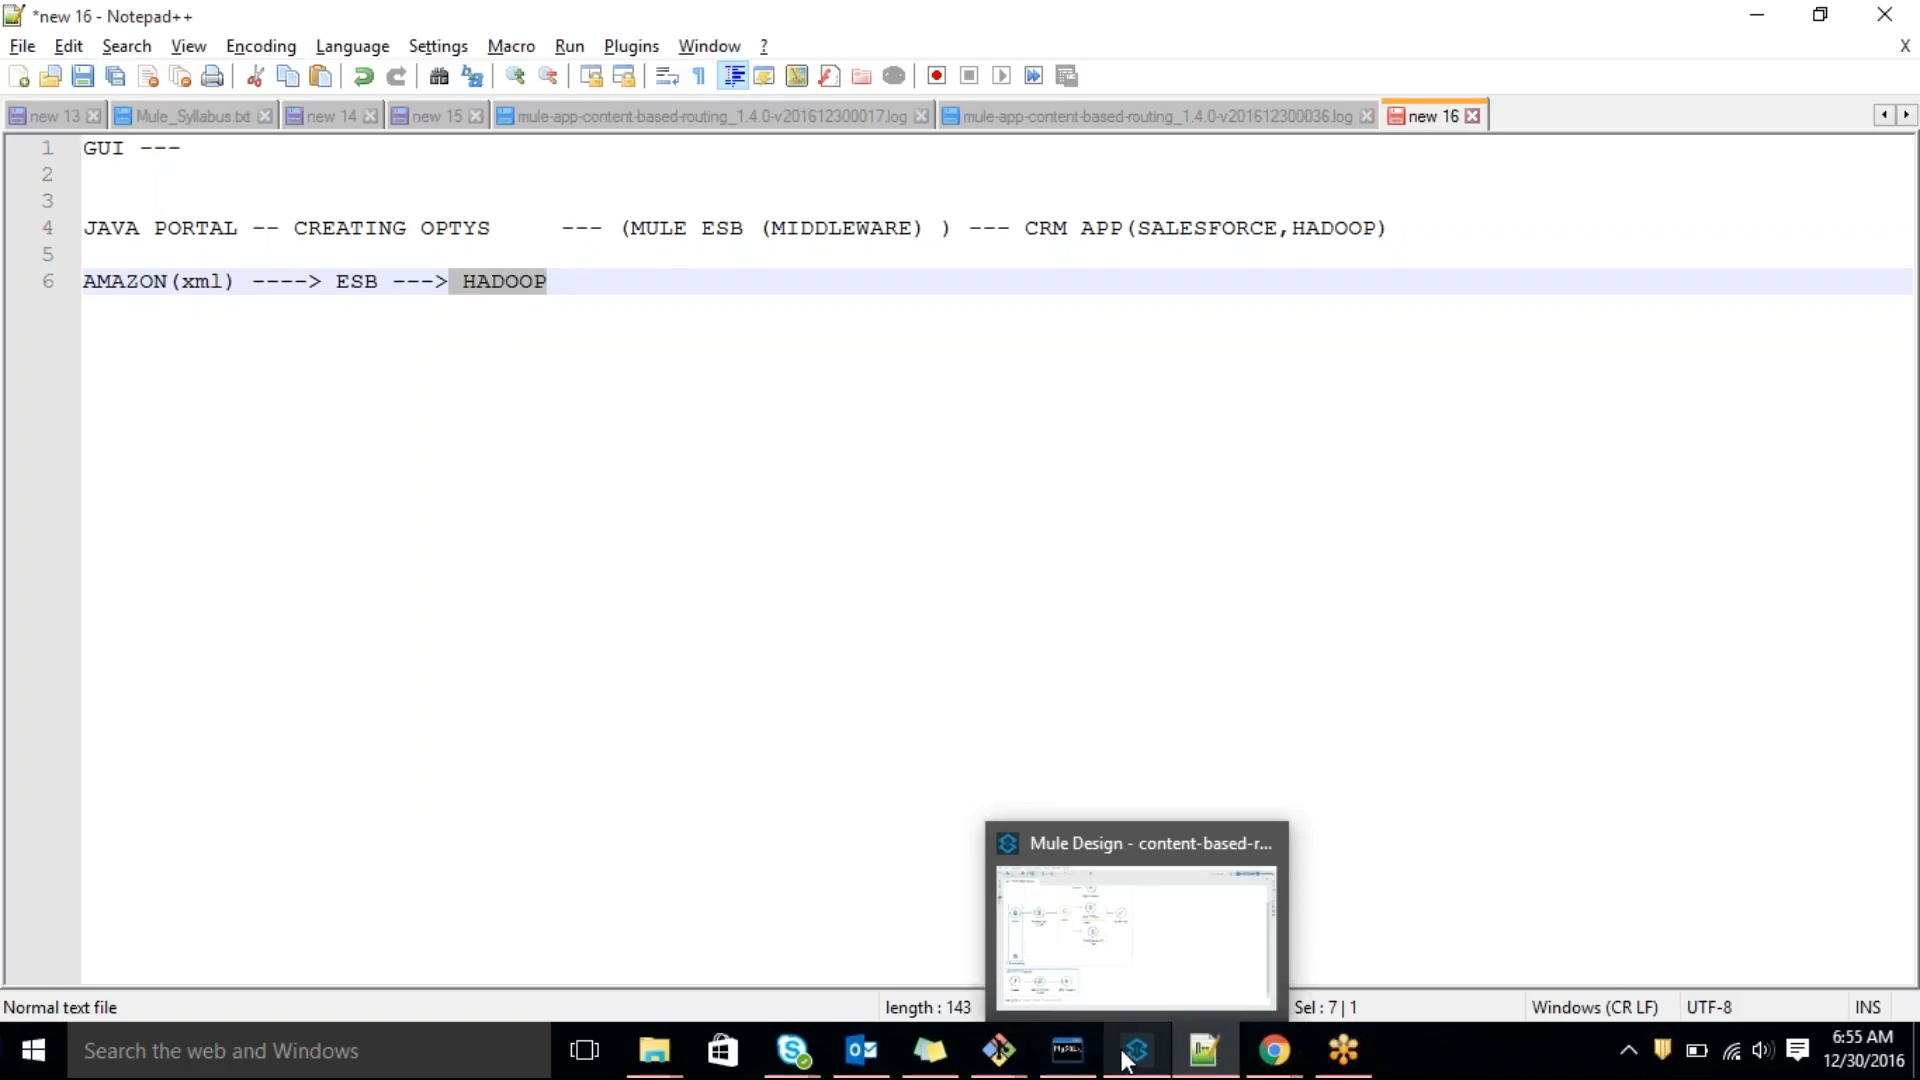 *new 16 - Notepad++
File Edit Search View Encoding Language Settings Macro Run Plugins Window ? X
new 13 Mule_Syllabus.txt new 14 new 15 mule-app-content-based-routing_1.4.0-v201612300017.log mule-app-content-based-routing_1.4.0-v201612300036.log new 16
1 GUI ---
2
3
4 JAVA PORTAL -- CREATING OPTYS --- (MULE ESB (MIDDLEWARE) ) --- CRM APP(SALESFORCE,HADOOP)
5
6 AMAZON(xml) ----> ESB ---> HADOOP
Mule Design - content-based-r...
Normal text file length : 143 Sel : 7 | 1 Windows (CR LF) UTF-8 INS
Search the web and Windows
6:55 AM
12/30/2016